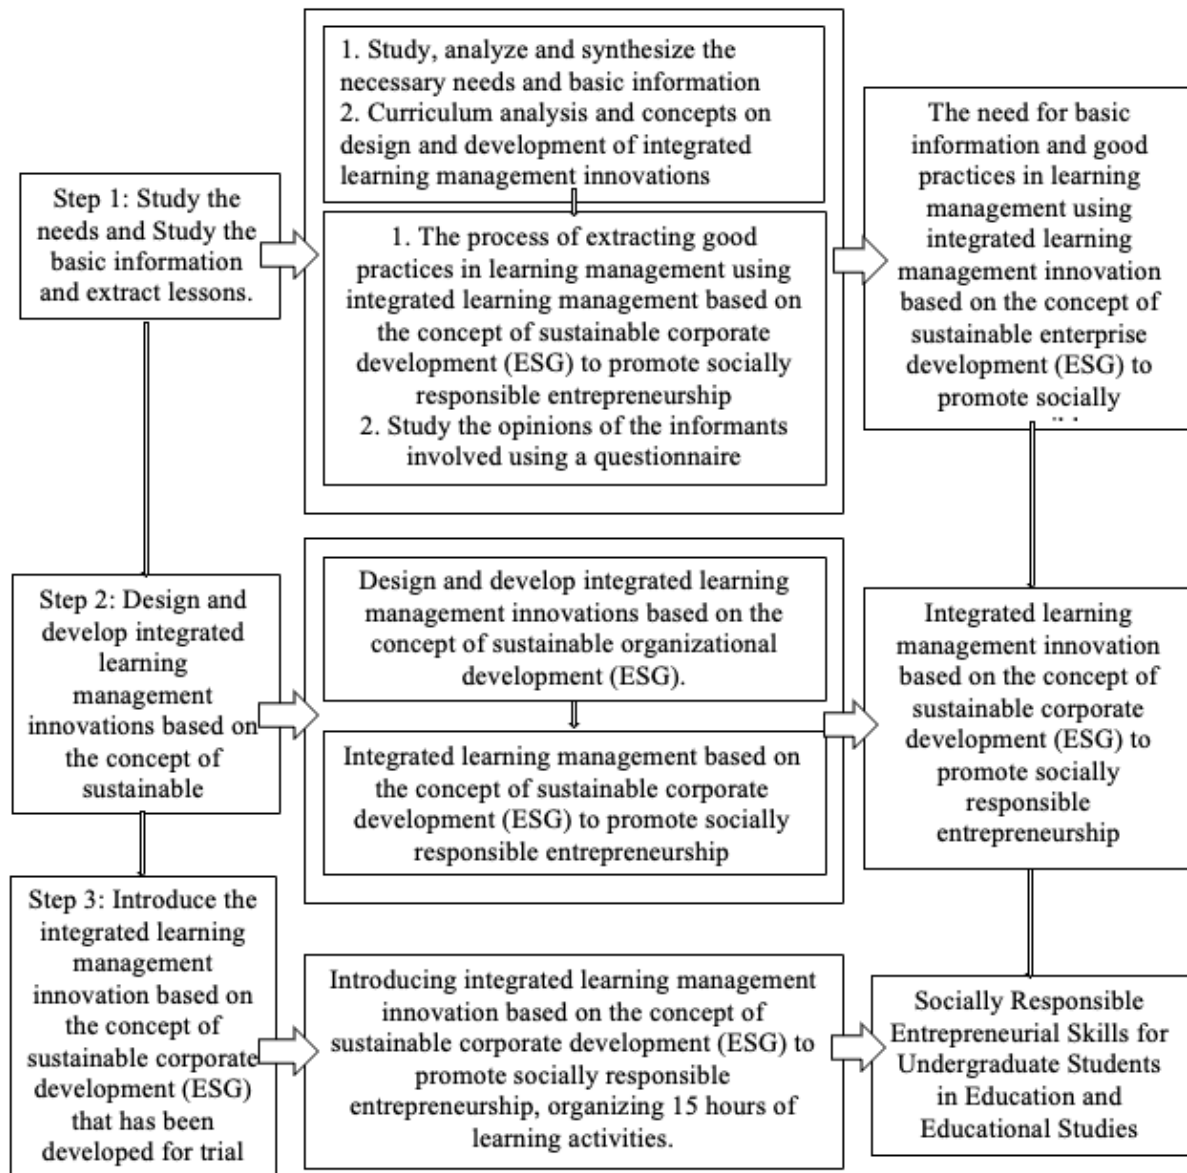 Step 1: Study the
needs and Study the
basic information
and extract lessons.
1. Study, analyze and synthesize the
necessary needs and basic information
2. Curriculum analysis and concepts on
design and development of integrated
learning management innovations
1. The process of extracting good
practices in learning management using
integrated learning management based on
the concept of sustainable corporate
development (ESG) to promote socially
responsible entrepreneurship
2. Study the opinions of the informants
involved using a questionnaire
The need for basic
information and good
practices in learning
management using
integrated learning
management innovation
based on the concept of
sustainable enterprise
development (ESG) to
promote socially
Step 2: Design and
develop integrated
learning
management
innovations based on
the concept of
sustainable
Design and develop integrated learning
management innovations based on the
concept of sustainable organizational
development (ESG).
Integrated learning management based on
the concept of sustainable corporate
development (ESG) to promote socially
responsible entrepreneurship
Integrated learning
management innovation
based on the concept of
sustainable corporate
development (ESG) to
promote socially
responsible
entrepreneurship
Step 3: Introduce the
integrated learning
management
innovation based on
the concept of
sustainable corporate
development (ESG)
that has been
developed for trial
Introducing integrated learning management
innovation based on the concept of
sustainable corporate development (ESG) to
promote socially responsible
entrepreneurship, organizing 15 hours of
learning activities.
Socially Responsible
Entrepreneurial Skills for
Undergraduate Students
in Education and
Educational Studies